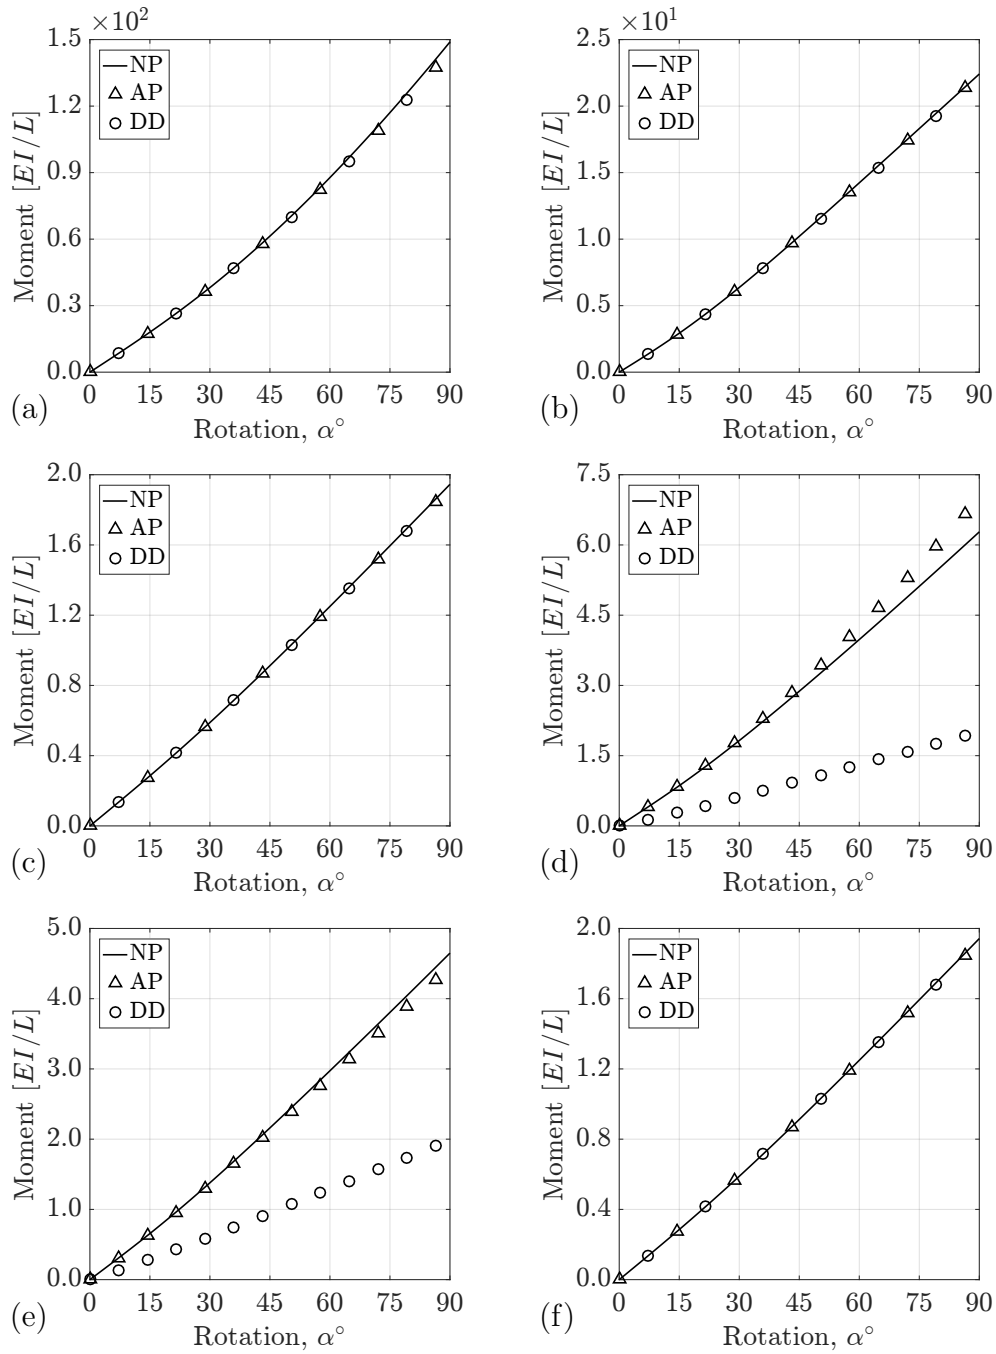 ×10²
Moment [EI/L]
1.5
1.2
0.9
0.6
0.3
0.0
NP
AP
DD
0 15 30 45 60 75 90
Rotation, α°
(a)
×10¹
Moment [EI/L]
2.5
2.0
1.5
1.0
0.5
0.0
NP
AP
DD
0 15 30 45 60 75 90
Rotation, α°
(b)
Moment [EI/L]
2.0
1.6
1.2
0.8
0.4
0.0
NP
AP
DD
0 15 30 45 60 75 90
Rotation, α°
(c)
Moment [EI/L]
7.5
6.0
4.5
3.0
1.5
0.0
NP
AP
DD
0 15 30 45 60 75 90
Rotation, α°
(d)
Moment [EI/L]
5.0
4.0
3.0
2.0
1.0
0.0
NP
AP
DD
0 15 30 45 60 75 90
Rotation, α°
(e)
Moment [EI/L]
2.0
1.6
1.2
0.8
0.4
0.0
NP
AP
DD
0 15 30 45 60 75 90
Rotation, α°
(f)